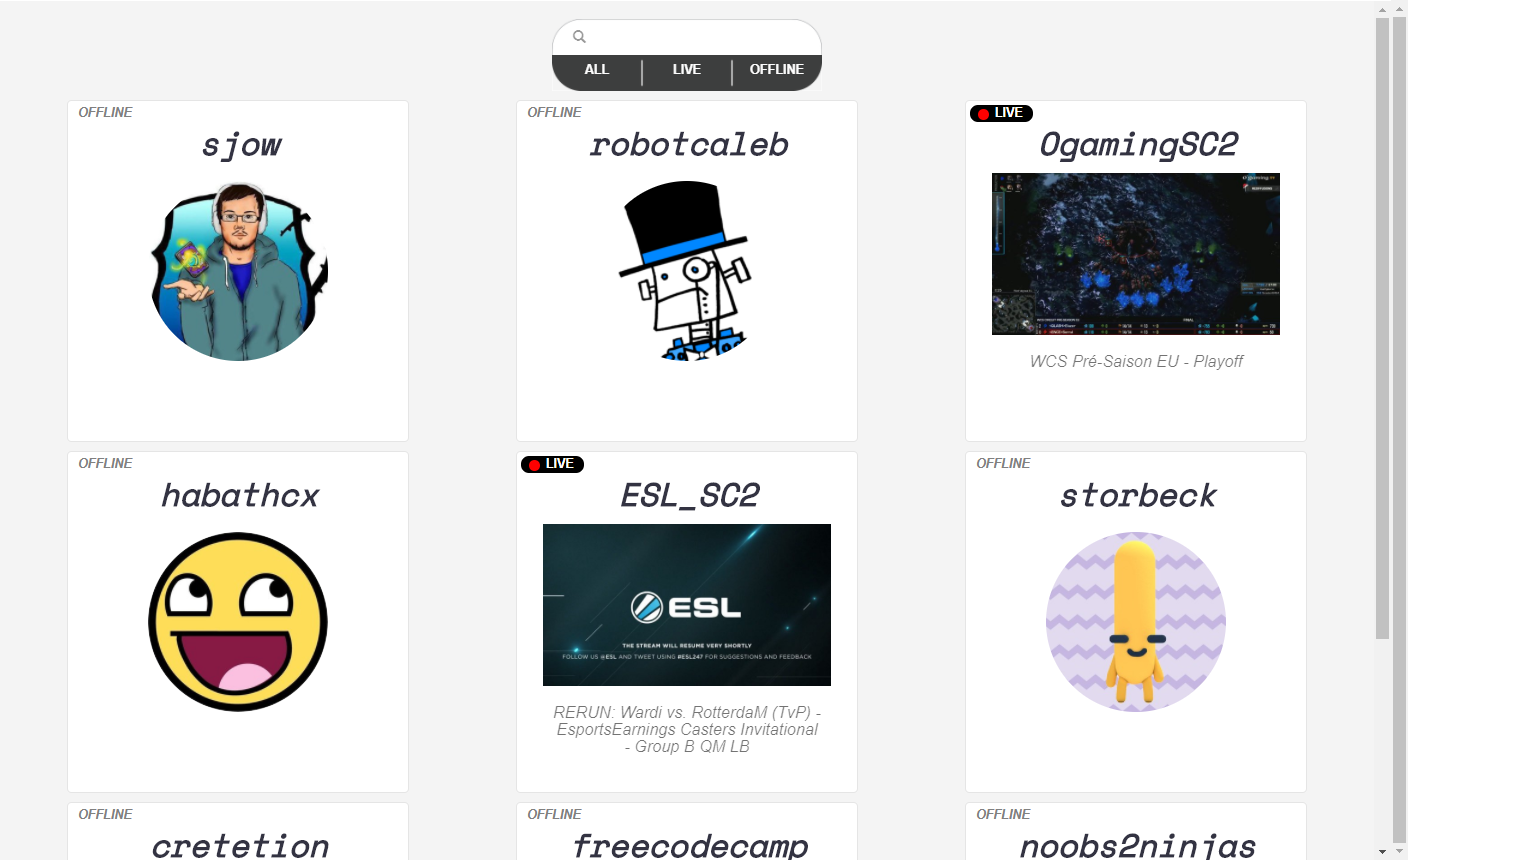 ALL
LIVE
OFFLINE
OFFLINE
sjow
OFFLINE
robotcaleb
LIVE
OgamingSC2
WCS Pré-Saison EU - Playoff
OFFLINE
habathcx
LIVE
ESL_SC2
ESL
THE STREAM WILL RESUME VERY SHORTLY
FOLLOW US @ESL AND TWEET USING #ESL247 FOR SUGGESTIONS AND FEEDBACK
RERUN: Wardi vs. RotterdaM (TvP) -
EsportsEarnings Casters Invitational
- Group B QM LB
OFFLINE
storbeck
OFFLINE
cretetion
OFFLINE
freecodecamp
OFFLINE
noobs2ninjas